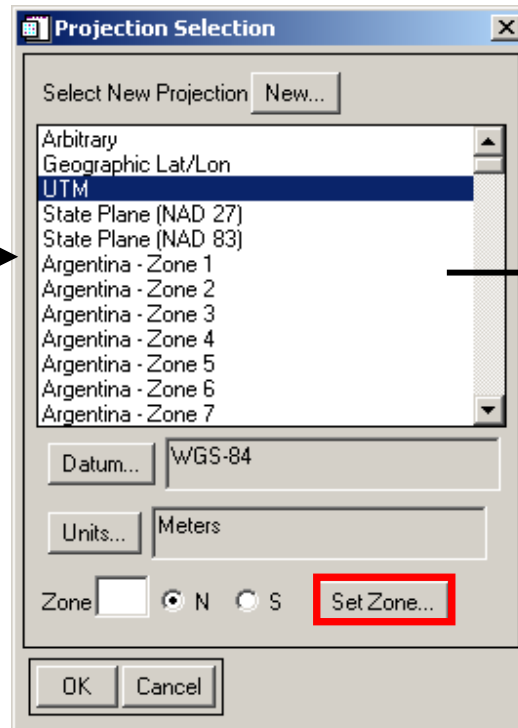 Projection Selection
Select New Projection New...
Arbitrary
Geographic Lat/Lon
UTM
State Plane (NAD 27)
State Plane (NAD 83)
Argentina - Zone 1
Argentina - Zone 2
Argentina - Zone 3
Argentina - Zone 4
Argentina - Zone 5
Argentina - Zone 6
Argentina - Zone 7
Datum... WGS-84
Units... Meters
Zone N S Set Zone...
OK Cancel